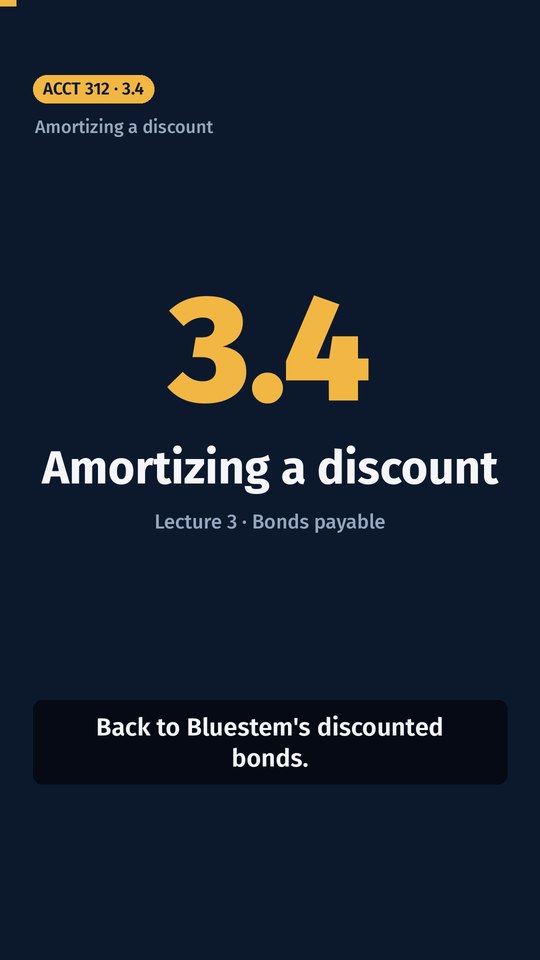 ACCT 312 · 3.4
Amortizing a discount
3.4
Amortizing a discount
Lecture 3 · Bonds payable
Back to Bluestem's discounted
bonds.